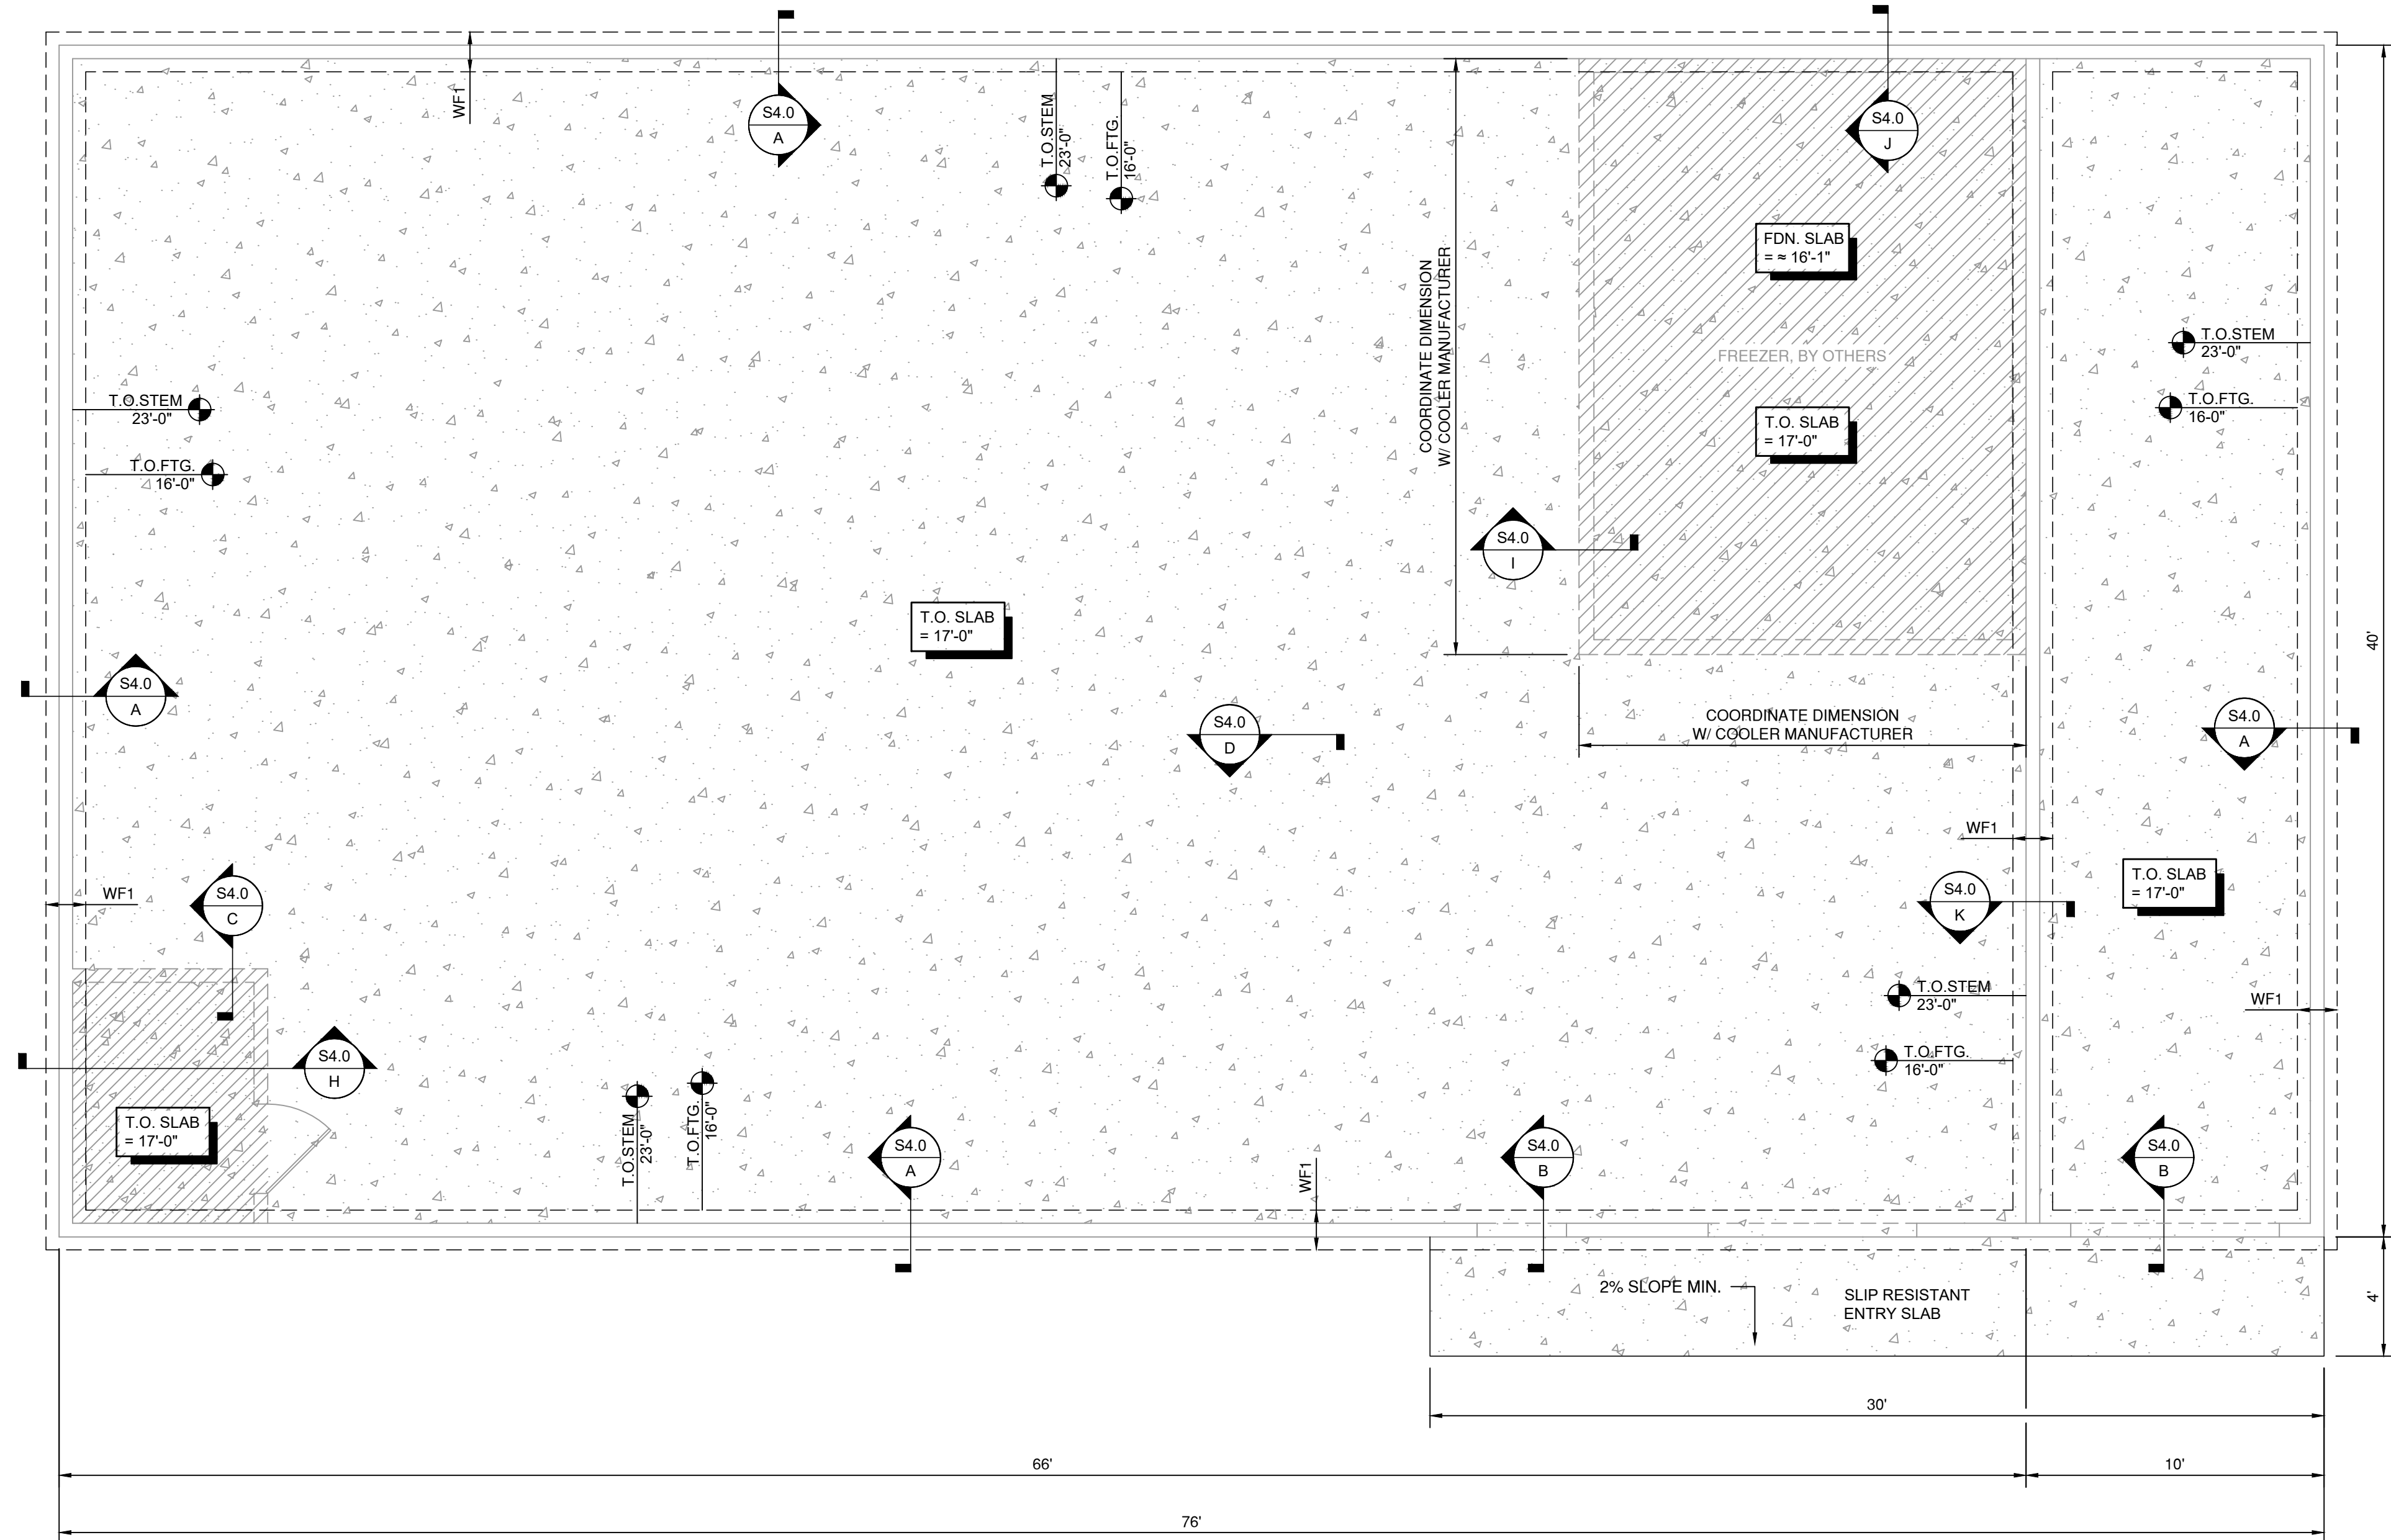 WF1
S4.0
A
T.O.STEM
23'-0"
T.O.FTG.
16'-0"
COORDINATE DIMENSION
W/ COOLER MANUFACTURER
S4.0
J
FDN. SLAB
= ≈ 16'-1"
FREEZER, BY OTHERS
T.O. SLAB
= 17'-0"
T.O.STEM
23'-0"
T.O.FTG.
16-0"
T.O.STEM
23'-0"
T.O.FTG.
16'-0"
S4.0
I
T.O. SLAB
= 17'-0"
40'
S4.0
A
S4.0
D
COORDINATE DIMENSION
W/ COOLER MANUFACTURER
S4.0
A
WF1
T.O. SLAB
= 17'-0"
WF1
S4.0
C
S4.0
K
T.O.STEM
23'-0"
WF1
T.O.FTG.
16'-0"
S4.0
H
T.O. SLAB
= 17'-0"
T.O.STEM
23'-0"
T.O.FTG.
16'-0"
S4.0
A
WF1
S4.0
B
S4.0
B
2% SLOPE MIN.
SLIP RESISTANT
ENTRY SLAB
4'
30'
66'
10'
76'